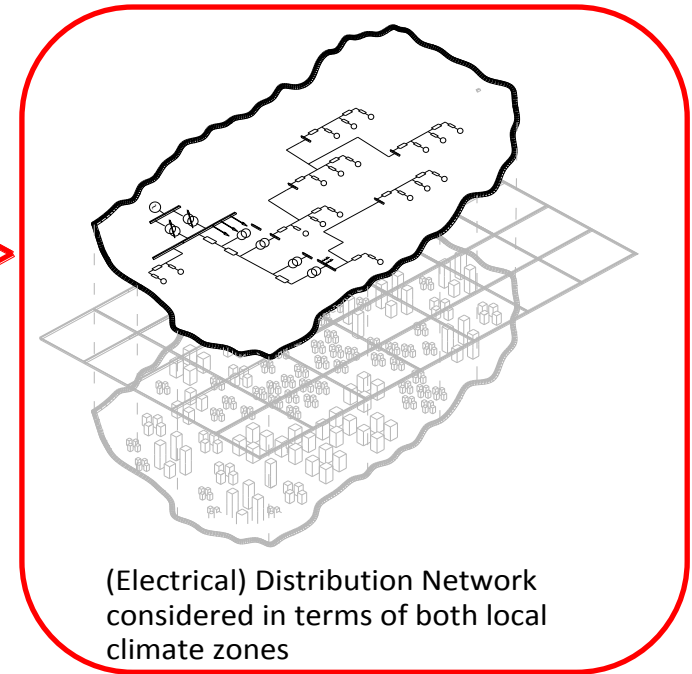 (Electrical) Distribution Network
considered in terms of both local
climate zones